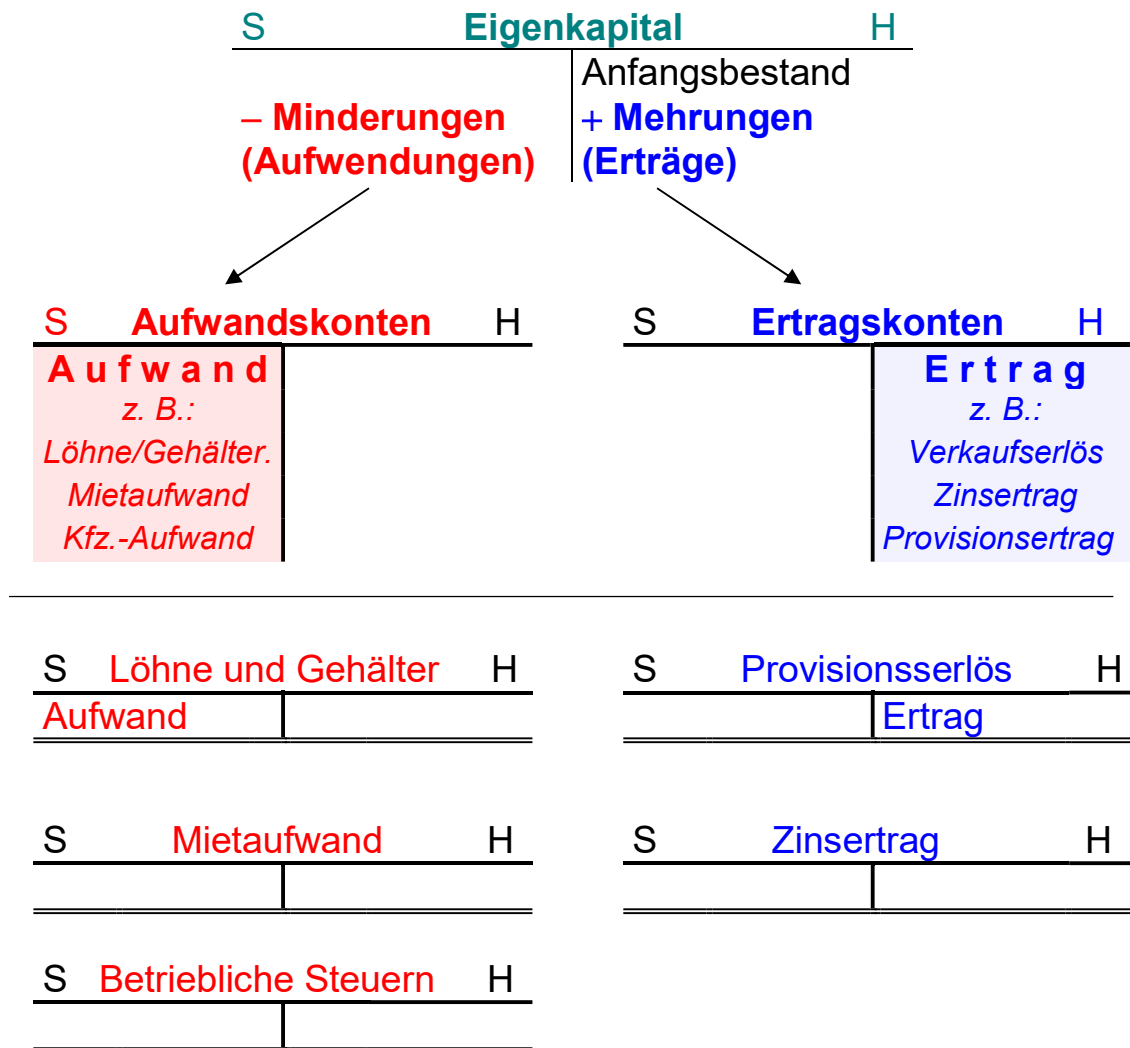 S Eigenkapital H
Anfangsbestand
– Minderungen + Mehrungen
(Aufwendungen) (Erträge)
S Aufwandskonten H S Ertragskonten H
A u f w a n d E r t r a g
z. B.: z. B.:
Löhne/Gehälter. Verkaufserlös
Mietaufwand Zinsertrag
Kfz.-Aufwand Provisionsertrag
S Löhne und Gehälter H S Provisionsserlös H
Aufwand Ertrag
S Mietaufwand H S Zinsertrag H
S Betriebliche Steuern H